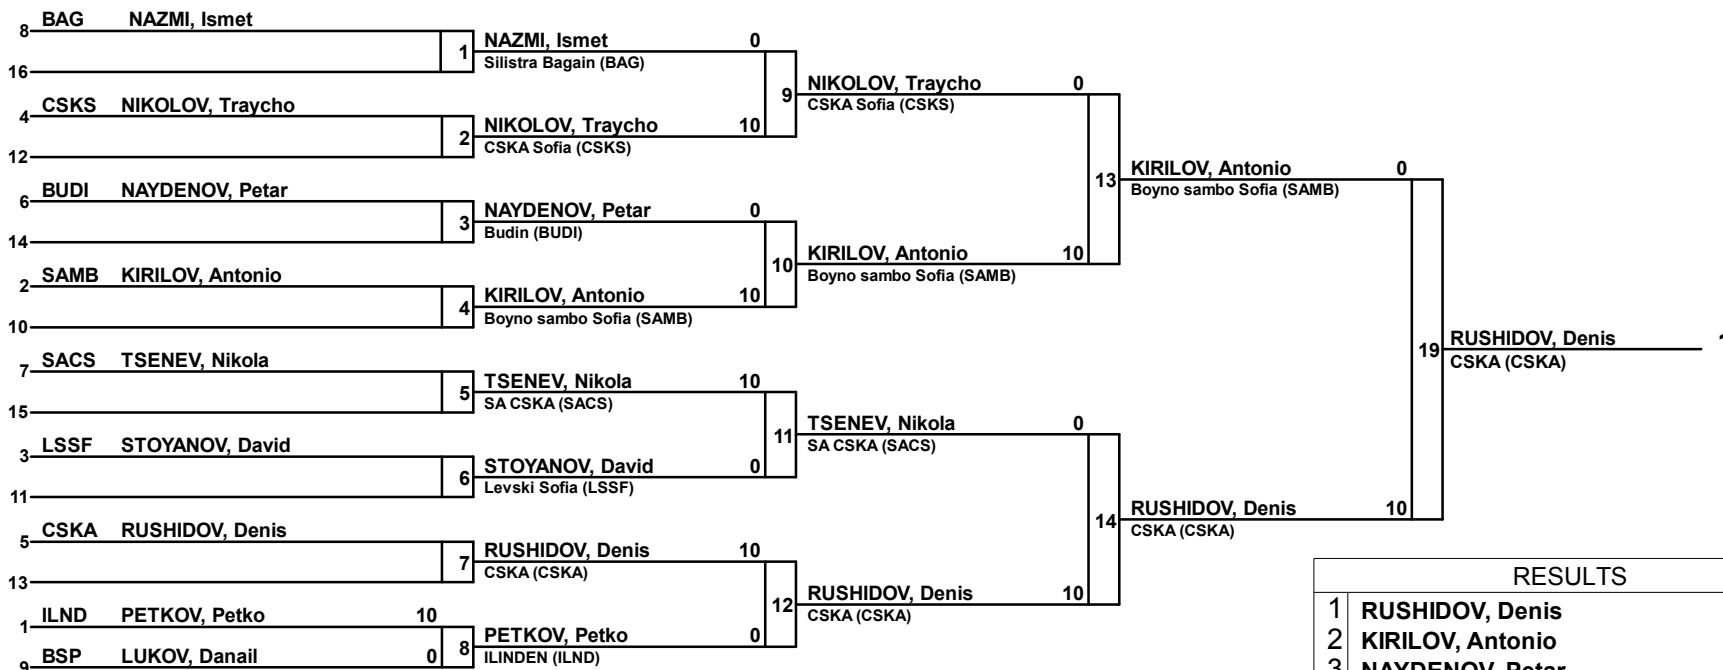 BAG NAZMI, Ismet
8
1 NAZMI, Ismet 0
Silistra Bagain (BAG)
16
9 NIKOLOV, Traycho 0
CSKA Sofia (CSKS)
CSKS NIKOLOV, Traycho
4
2 NIKOLOV, Traycho 10
CSKA Sofia (CSKS)
12
13 KIRILOV, Antonio 0
Boyno sambo Sofia (SAMB)
BUDI NAYDENOV, Petar
6
3 NAYDENOV, Petar 0
Budin (BUDI)
14
10 KIRILOV, Antonio 10
Boyno sambo Sofia (SAMB)
SAMB KIRILOV, Antonio
2
4 KIRILOV, Antonio 10
Boyno sambo Sofia (SAMB)
10
19 RUSHIDOV, Denis
CSKA (CSKA)
SACS TSENEV, Nikola
7
5 TSENEV, Nikola 10
SA CSKA (SACS)
15
11 TSENEV, Nikola 0
SA CSKA (SACS)
LSSF STOYANOV, David
3
6 STOYANOV, David 0
Levski Sofia (LSSF)
11
14 RUSHIDOV, Denis 10
CSKA (CSKA)
CSKA RUSHIDOV, Denis
5
7 RUSHIDOV, Denis 10
CSKA (CSKA)
13
12 RUSHIDOV, Denis 10
CSKA (CSKA)
ILND PETKOV, Petko 10
1
8 PETKOV, Petko 0
ILINDEN (ILND)
BSP LUKOV, Danail 0
9
RESULTS
1 RUSHIDOV, Denis
2 KIRILOV, Antonio
3 NAYDENOV, Petar